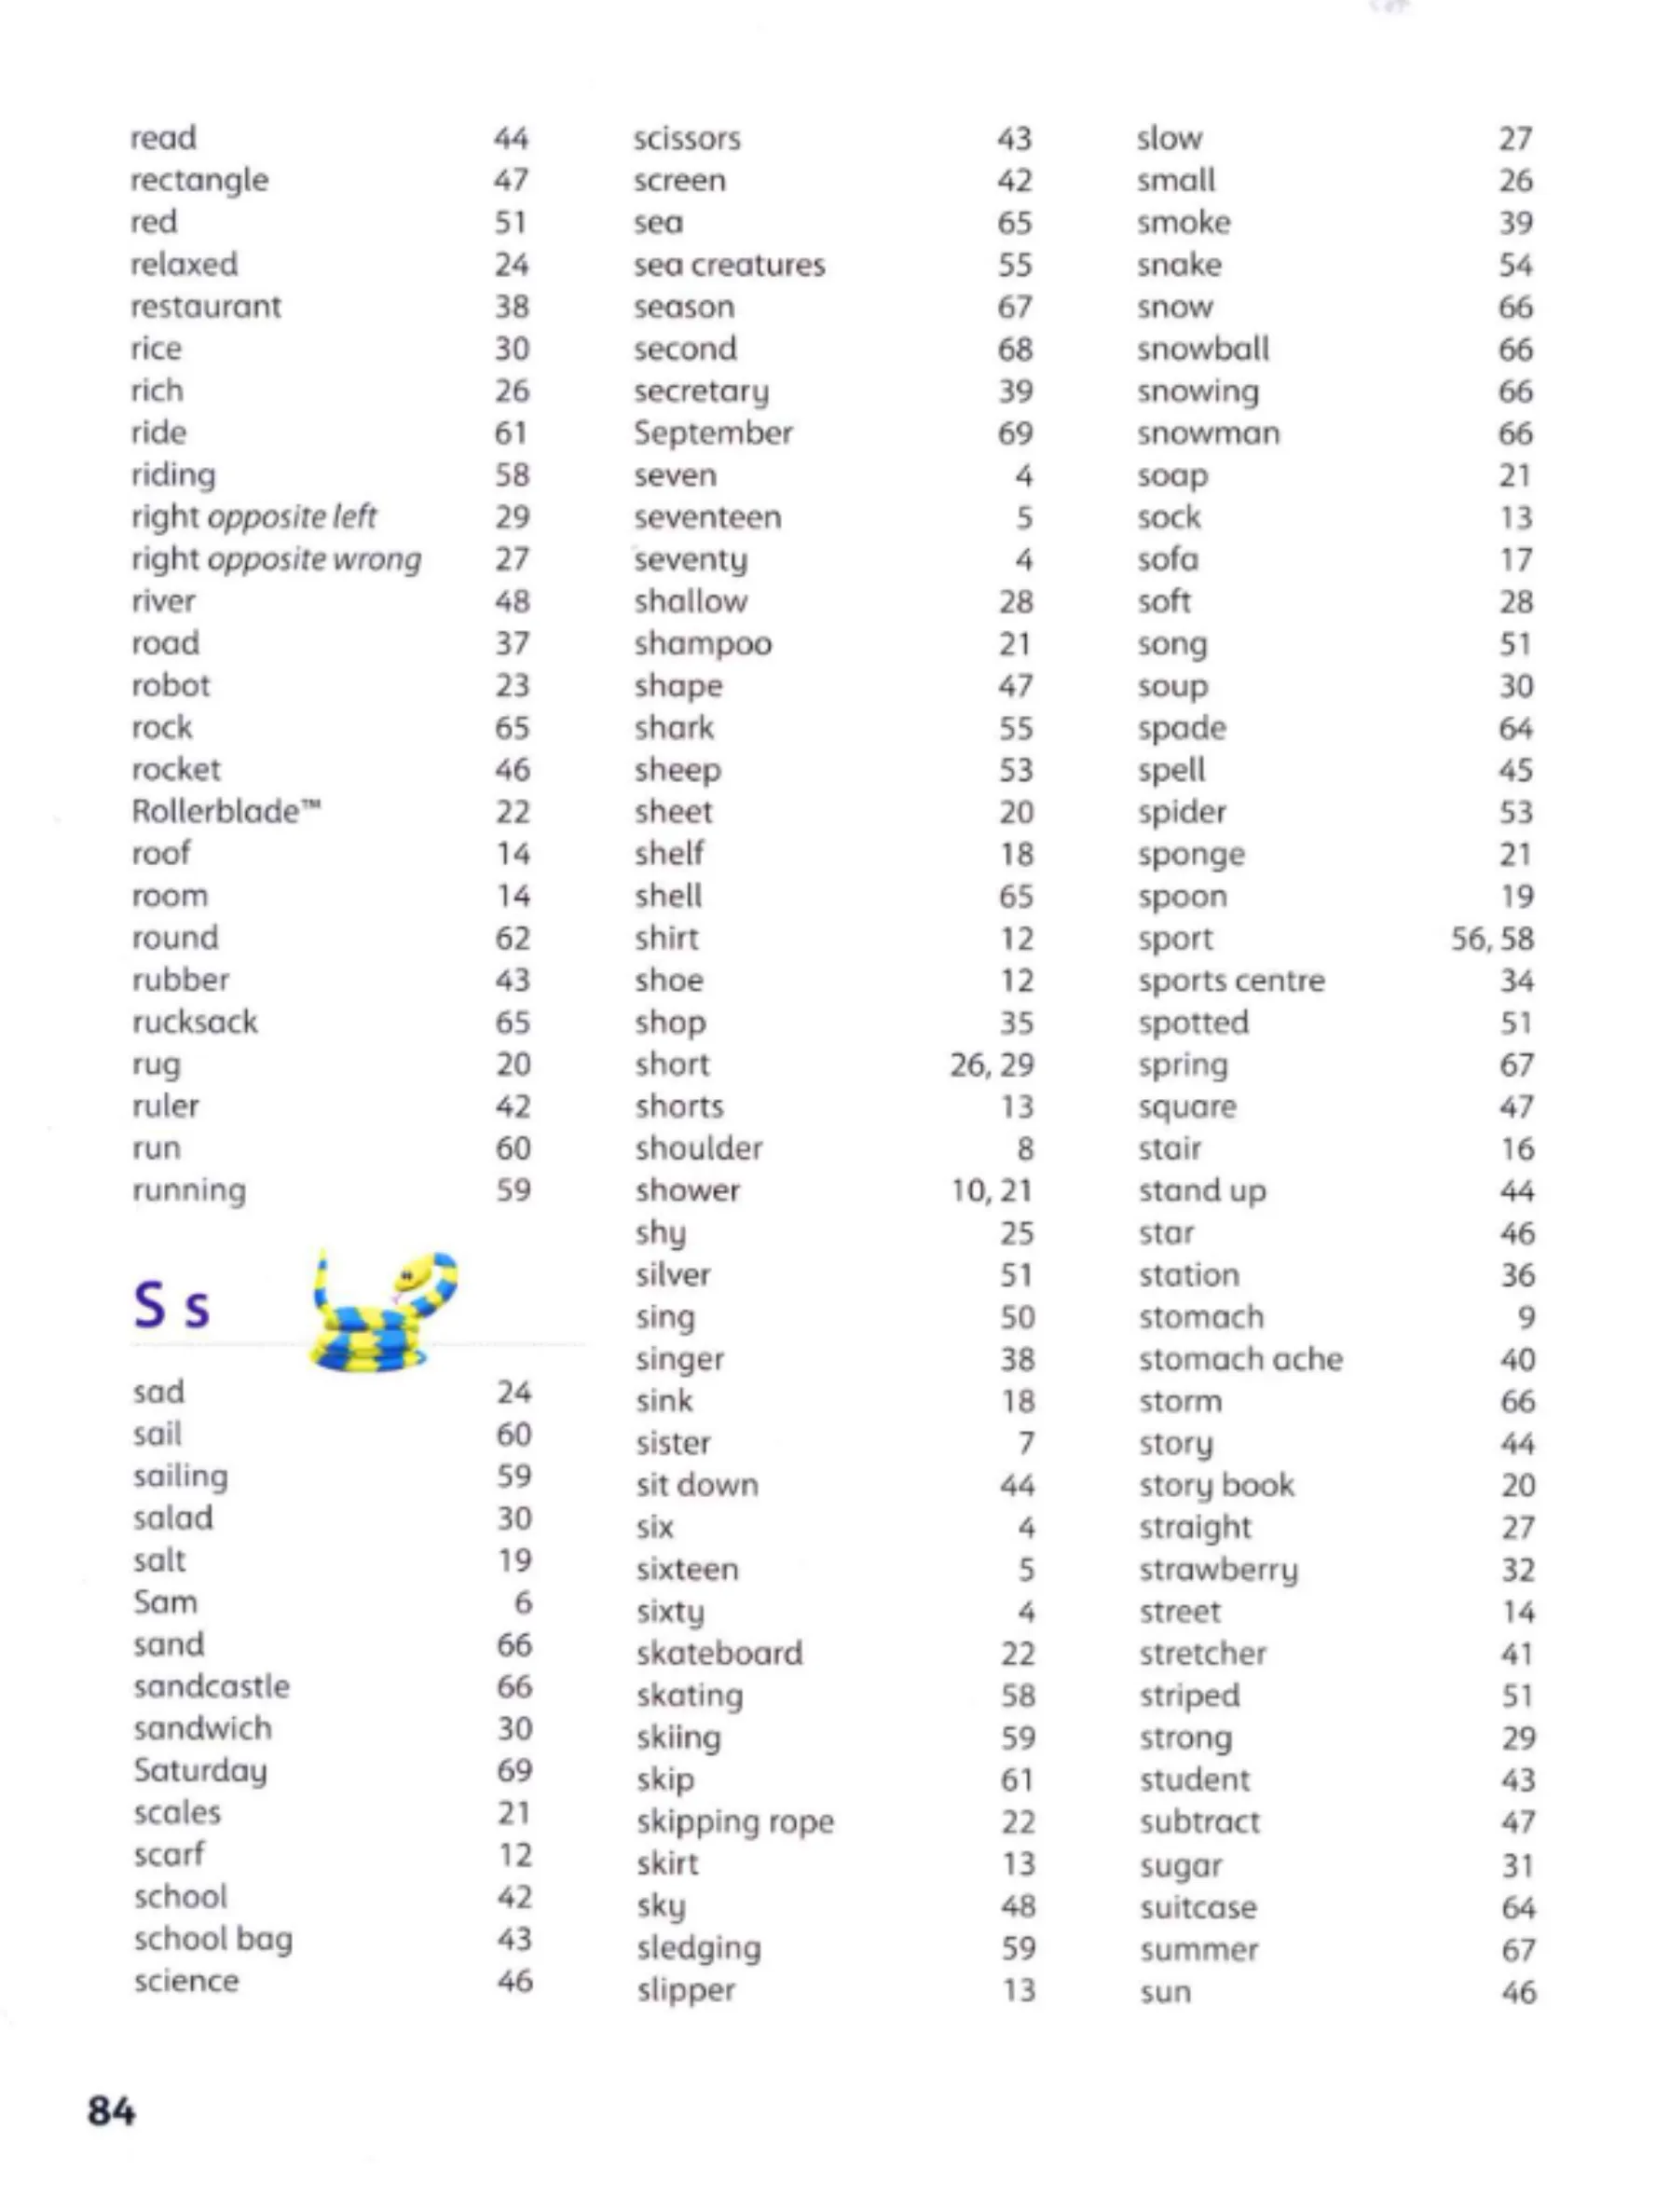 read 44
rectangle 47
red 51
relaxed 24
restaurant 38
rice 30
rich 26
ride 61
riding 58
right opposite left 29
right opposite wrong 27
river 48
road 37
robot 23
rock 65
rocket 46
Rollerblade™ 22
roof 14
room 14
round 62
rubber 43
rucksack 65
rug 20
ruler 42
run 60
running 59
S s
sad 24
sail 60
sailing 59
salad 30
salt 19
Sam 6
sand 66
sandcastle 66
sandwich 30
Saturday 69
scales 21
scarf 12
school 42
school bag 43
science 46
scissors 43
screen 42
sea 65
sea creatures 55
season 67
second 68
secretary 39
September 69
seven 4
seventeen 5
seventy 4
shallow 28
shampoo 21
shape 47
shark 55
sheep 53
sheet 20
shelf 18
shell 65
shirt 12
shoe 12
shop 35
short 26, 29
shorts 13
shoulder 8
shower 10, 21
shy 25
silver 51
sing 50
singer 38
sink 18
sister 7
sit down 44
six 4
sixteen 5
sixty 4
skateboard 22
skating 58
skiing 59
skip 61
skipping rope 22
skirt 13
sky 48
sledging 59
slipper 13
slow 27
small 26
smoke 39
snake 54
snow 66
snowball 66
snowing 66
snowman 66
soap 21
sock 13
sofa 17
soft 28
song 51
soup 30
spade 64
spell 45
spider 53
sponge 21
spoon 19
sport 56, 58
sports centre 34
spotted 51
spring 67
square 47
stair 16
stand up 44
star 46
station 36
stomach 9
stomach ache 40
storm 66
story 44
story book 20
straight 27
strawberry 32
street 14
stretcher 41
striped 51
strong 29
student 43
subtract 47
sugar 31
suitcase 64
summer 67
sun 46
84